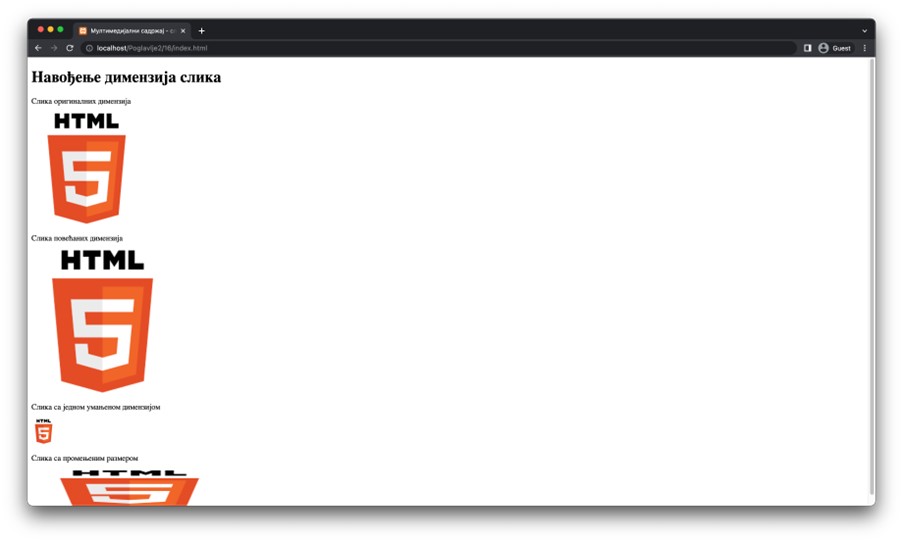 Мултимедијални садржај - сл
localhost/Poglavlje2/16/index.html
Guest
Навођење димензија слика
Слика оригиналних димензија
HTML
5
Слика повећаних димензија
HTML
5
Слика са једном умањеном димензијом
HTML
5
Слика са промењеним размером
HTML
5